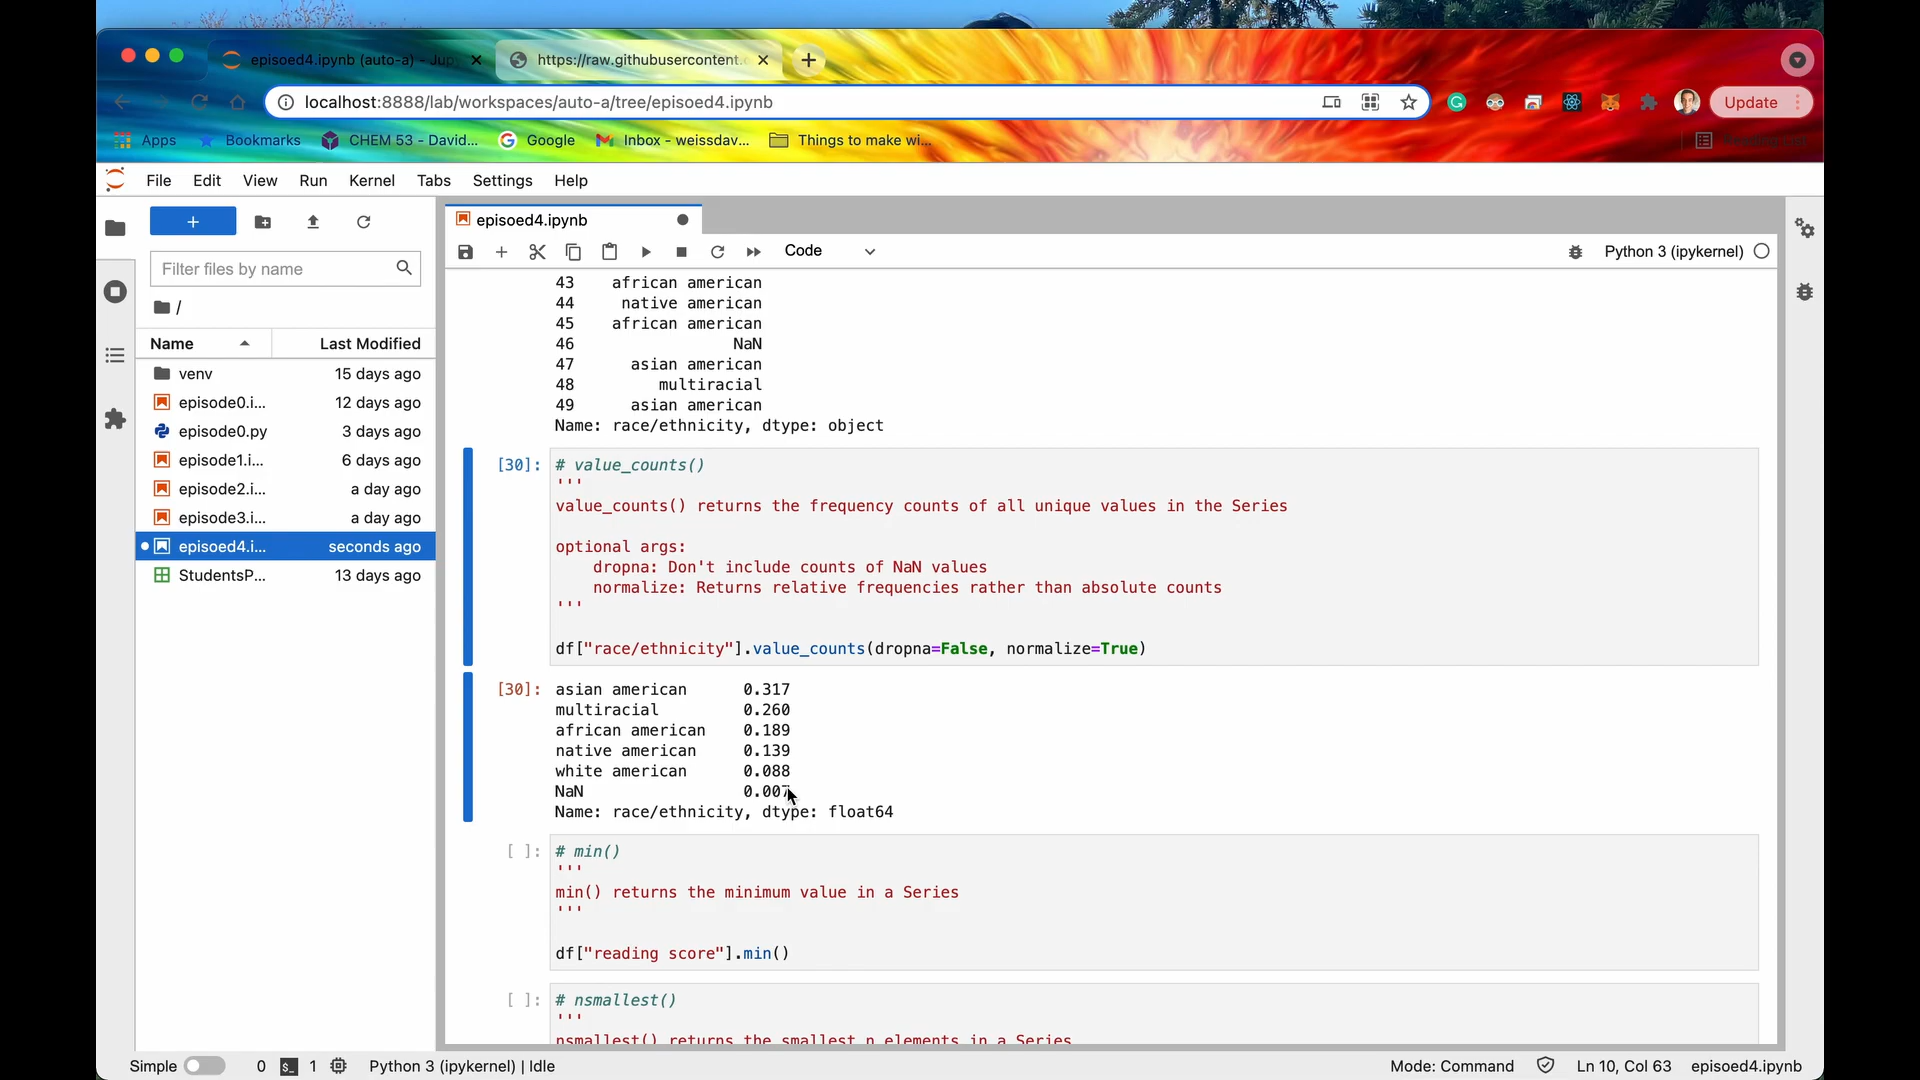 episoed4.ipynb (auto-a) - Jup
https://raw.githubusercontent.c
localhost:8888/lab/workspaces/auto-a/tree/episoed4.ipynb
Update
Apps
Bookmarks
CHEM 53 - David...
Google
Inbox - weissdav...
Things to make wi...
Reading List
File Edit View Run Kernel Tabs Settings Help
+
episoed4.ipynb
Code
Python 3 (ipykernel)
Filter files by name
/
Name Last Modified
venv 15 days ago
episode0.i... 12 days ago
episode0.py 3 days ago
episode1.i... 6 days ago
episode2.i... a day ago
episode3.i... a day ago
episoed4.i... seconds ago
StudentsP... 13 days ago
43 african american
44 native american
45 african american
46 NaN
47 asian american
48 multiracial
49 asian american
Name: race/ethnicity, dtype: object
[30]: # value_counts()
'''
value_counts() returns the frequency counts of all unique values in the Series
optional args:
dropna: Don't include counts of NaN values
normalize: Returns relative frequencies rather than absolute counts
'''
df["race/ethnicity"].value_counts(dropna=False, normalize=True)
[30]: asian american 0.317
multiracial 0.260
african american 0.189
native american 0.139
white american 0.088
NaN 0.007
Name: race/ethnicity, dtype: float64
[ ]: # min()
'''
min() returns the minimum value in a Series
'''
df["reading score"].min()
[ ]: # nsmallest()
'''
nsmallest() returns the smallest n elements in a Series
Simple 0 1 Python 3 (ipykernel) | Idle Mode: Command Ln 10, Col 63 episoed4.ipynb